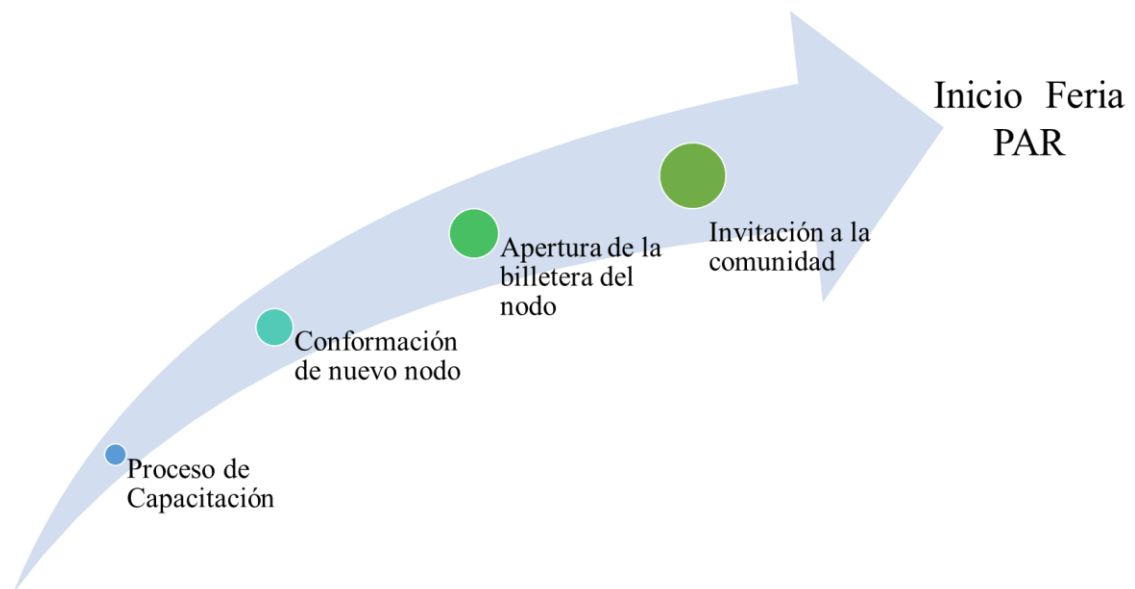 Inicio Feria
PAR
Invitación a la
comunidad
Apertura de la
billetera del
nodo
Conformación
de nuevo nodo
Proceso de
Capacitación